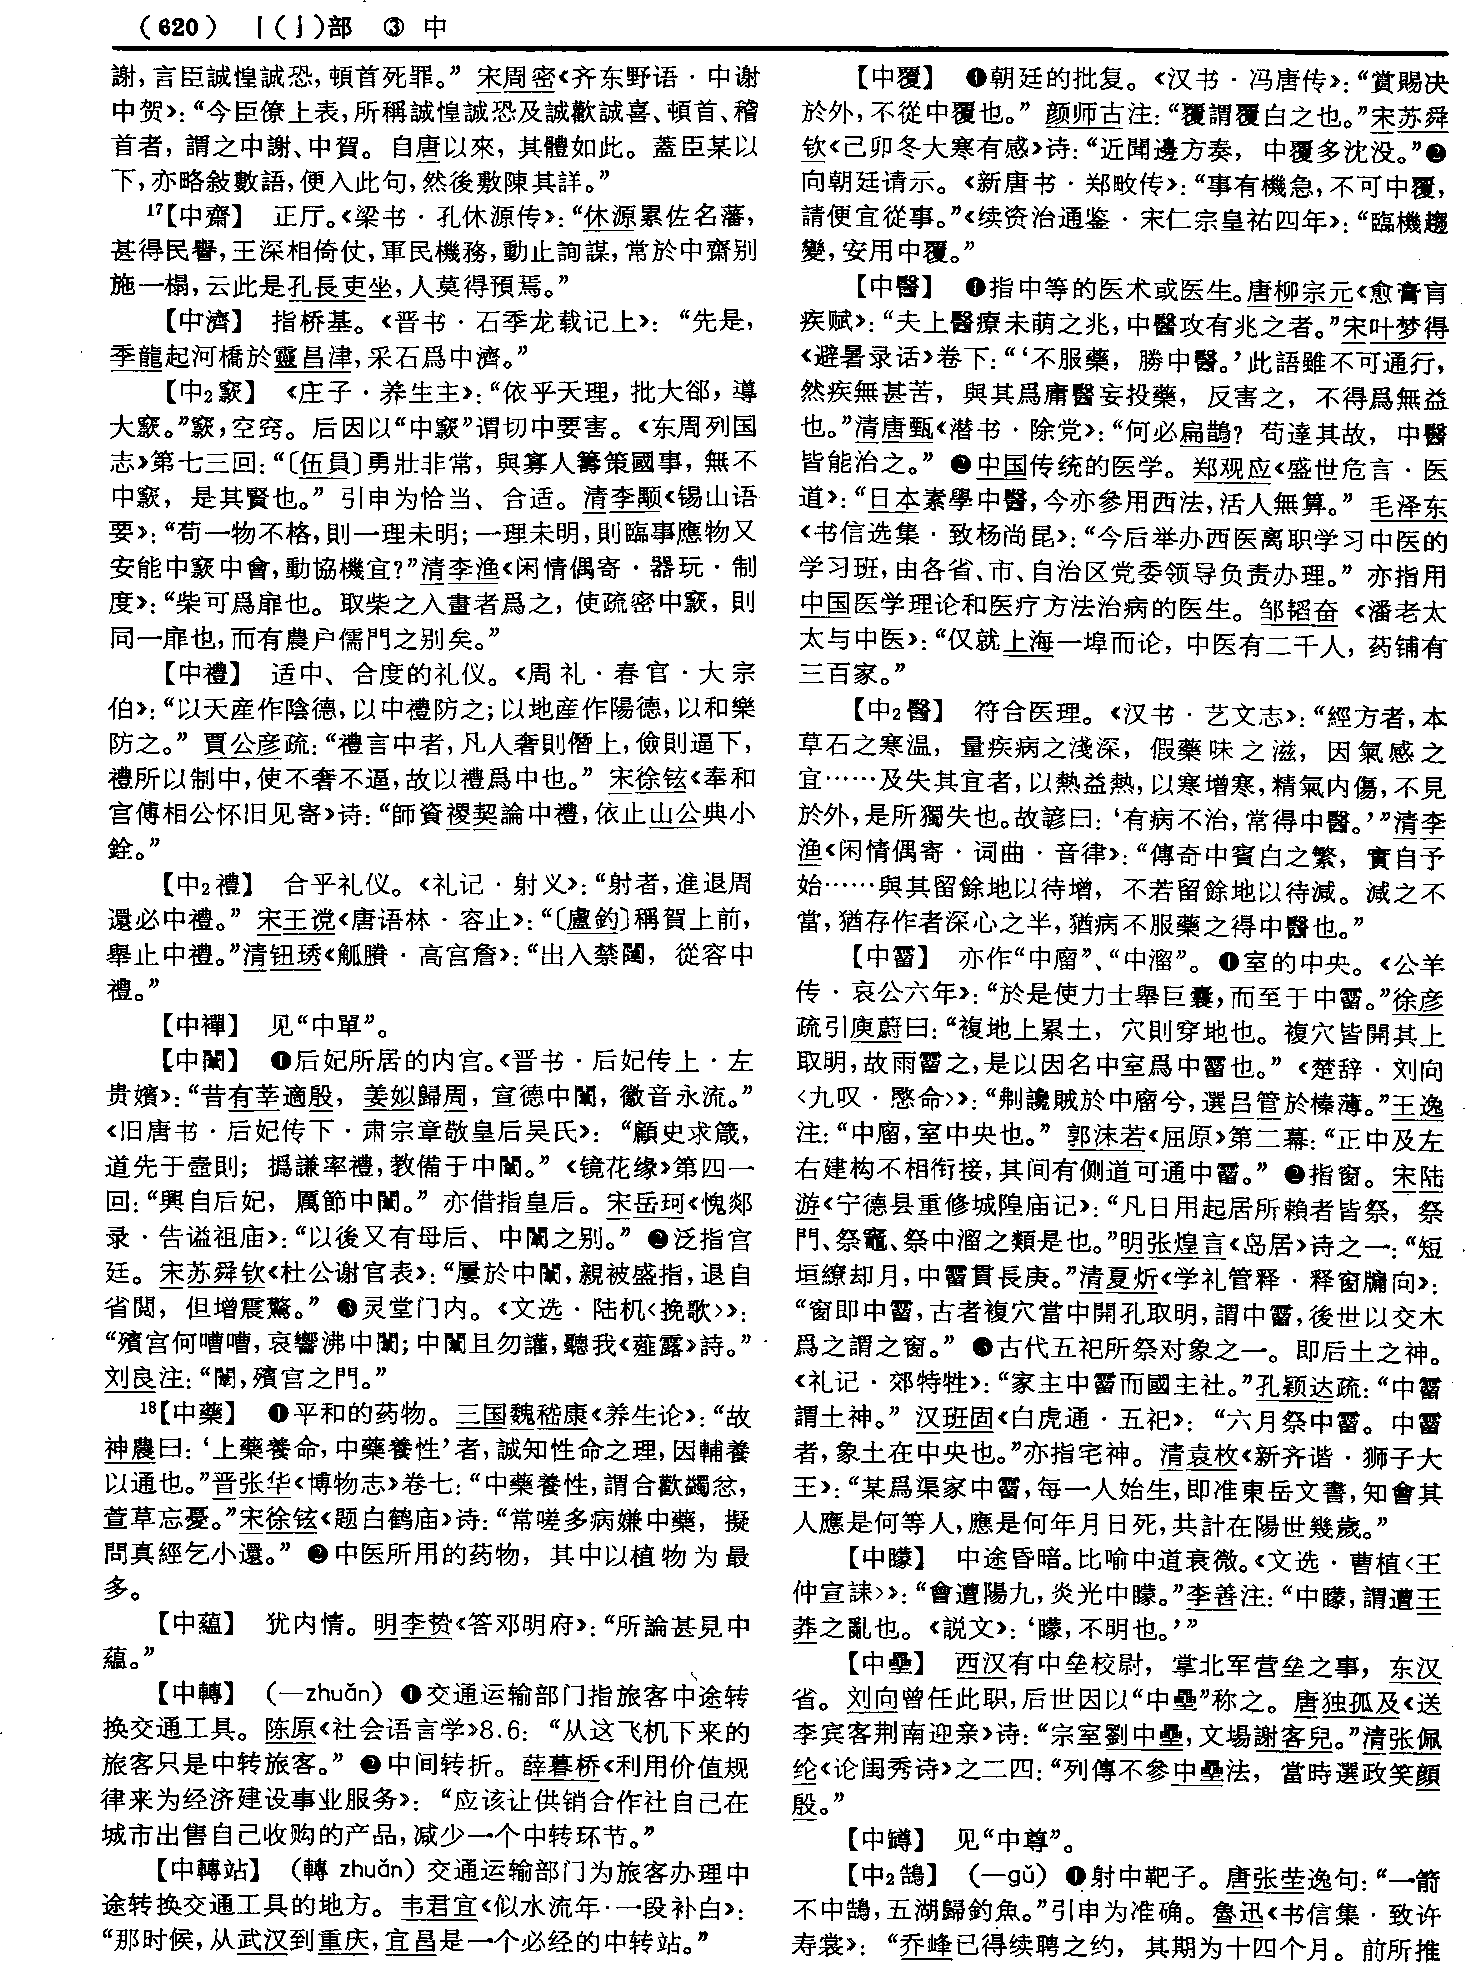 （620） 丨(亅)部 ③ 中
謝，言臣誠惶誠恐，頓首死罪。” 宋周密《齐东野语·中谢
中贺》：“今臣僚上表，所稱誠惶誠恐及誠歡誠喜、頓首、稽
首者，謂之中謝、中賀。自唐以來，其體如此。蓋臣某以
下，亦略敍數語，便入此句，然後敷陳其詳。”
17【中齋】 正厅。《梁书·孔休源传》：“休源累佐名藩，
甚得民譽，王深相倚仗，軍民機務，動止詢謀，常於中齋别
施一榻，云此是孔長吏坐，人莫得預焉。”
【中濟】 指桥基。《晋书·石季龙载记上》：“先是，
季龍起河橋於靈昌津，采石爲中濟。”
【中₂窾】 《庄子·养生主》：“依乎天理，批大郤，導
大窾。”窾，空窍。后因以“中窾”谓切中要害。《东周列国
志》第七三回：“〔伍員〕勇壯非常，與寡人籌策國事，無不
中窾，是其賢也。” 引申为恰当、合适。清李颙《锡山语
要》：“苟一物不格，則一理未明；一理未明，則臨事應物又
安能中窾中會，動協機宜？”清李渔《闲情偶寄·器玩·制
度》：“柴可爲扉也。取柴之入畫者爲之，使疏密中窾，則
同一扉也，而有農户儒門之别矣。”
【中禮】 适中、合度的礼仪。《周礼·春官·大宗
伯》：“以天産作陰德，以中禮防之；以地産作陽德，以和樂
防之。” 賈公彦疏：“禮言中者，凡人奢則僭上，儉則逼下，
禮所以制中，使不奢不逼，故以禮爲中也。” 宋徐铉《奉和
宫傅相公怀旧见寄》诗：“師資稷契論中禮，依止山公典小
銓。”
【中₂禮】 合乎礼仪。《礼记·射义》：“射者，進退周
還必中禮。” 宋王谠《唐语林·容止》：“〔盧鈞〕稱賀上前，
舉止中禮。”清钮琇《觚賸·高宫詹》：“出入禁闥，從容中
禮。”
【中禪】 见“中單”。
【中闈】 ❶后妃所居的内宫。《晋书·后妃传上·左
贵嬪》：“昔有莘適殷，姜姒歸周，宣德中闈，徽音永流。”
《旧唐书·后妃传下·肃宗章敬皇后吴氏》：“顧史求箴，
道先于壼則；撝謙率禮，教備于中闈。” 《镜花缘》第四一
回：“興自后妃，厲節中闈。” 亦借指皇后。宋岳珂《愧郯
录·告谥祖庙》：“以後又有母后、中闈之别。” ❷泛指宫
廷。宋苏舜钦《杜公谢官表》：“屢於中闈，親被盛指，退自
省閲，但增震驚。” ❸灵堂门内。《文选·陆机〈挽歌〉》：
“殯宫何嘈嘈，哀響沸中闈；中闈且勿讙，聽我《薤露》詩。”
刘良注：“闈，殯宫之門。”
18【中藥】 ❶平和的药物。三国魏嵇康《养生论》：“故
神農曰：‘上藥養命，中藥養性’者，誠知性命之理，因輔養
以通也。”晋张华《博物志》卷七：“中藥養性，謂合歡蠲忿，
萱草忘憂。”宋徐铉《题白鹤庙》诗：“常嗟多病嫌中藥，擬
問真經乞小還。” ❷中医所用的药物，其中以植物为最
多。
【中藴】 犹内情。明李贽《答邓明府》：“所論甚見中
藴。”
【中轉】 （—zhuǎn）❶交通运输部门指旅客中途转
换交通工具。陈原《社会语言学》8.6：“从这飞机下来的
旅客只是中转旅客。” ❷中间转折。薛暮桥《利用价值规
律来为经济建设事业服务》：“应该让供销合作社自己在
城市出售自己收购的产品，减少一个中转环节。”
【中轉站】 （轉 zhuǎn）交通运输部门为旅客办理中
途转换交通工具的地方。韦君宜《似水流年·一段补白》：
“那时候，从武汉到重庆，宜昌是一个必经的中转站。”
【中覆】 ❶朝廷的批复。《汉书·冯唐传》：“賞賜决
於外，不從中覆也。” 颜师古注：“覆謂覆白之也。”宋苏舜
钦《己卯冬大寒有感》诗：“近聞邊方奏，中覆多沈没。”❷
向朝廷请示。《新唐书·郑畋传》：“事有機急，不可中覆，
請便宜從事。”《续资治通鉴·宋仁宗皇祐四年》：“臨機趨
變，安用中覆。”
【中醫】 ❶指中等的医术或医生。唐柳宗元《愈膏肓
疾赋》：“夫上醫療未萌之兆，中醫攻有兆之者。”宋叶梦得
《避暑录话》卷下：“‘不服藥，勝中醫。’此語雖不可通行，
然疾無甚苦，與其爲庸醫妄投藥，反害之，不得爲無益
也。”清唐甄《潜书·除党》：“何必扁鵲？苟達其故，中醫
皆能治之。” ❷中国传统的医学。郑观应《盛世危言·医
道》：“日本素學中醫，今亦參用西法，活人無算。” 毛泽东
《书信选集·致杨尚昆》：“今后举办西医离职学习中医的
学习班，由各省、市、自治区党委领导负责办理。” 亦指用
中国医学理论和医疗方法治病的医生。邹韬奋《潘老太
太与中医》：“仅就上海一埠而论，中医有二千人，药铺有
三百家。”
【中₂醫】 符合医理。《汉书·艺文志》：“經方者，本
草石之寒温，量疾病之淺深，假藥味之滋，因氣感之
宜……及失其宜者，以熱益熱，以寒增寒，精氣内傷，不見
於外，是所獨失也。故諺曰：‘有病不治，常得中醫。’”清李
渔《闲情偶寄·词曲·音律》：“傳奇中賓白之繁，實自予
始……與其留餘地以待增，不若留餘地以待減。減之不
當，猶存作者深心之半，猶病不服藥之得中醫也。”
【中霤】 亦作“中廇”、“中溜”。❶室的中央。《公羊
传·哀公六年》：“於是使力士舉巨囊，而至于中霤。”徐彦
疏引庾蔚曰：“複地上累土，穴則穿地也。複穴皆開其上
取明，故雨霤之，是以因名中室爲中霤也。” 《楚辞·刘向
〈九叹·愍命〉》：“刜讒賊於中廇兮，選吕管於榛薄。”王逸
注：“中廇，室中央也。” 郭沫若《屈原》第二幕：“正中及左
右建构不相衔接，其间有侧道可通中霤。” ❷指窗。宋陆
游《宁德县重修城隍庙记》：“凡日用起居所賴者皆祭，祭
門、祭竈、祭中溜之類是也。”明张煌言《岛居》诗之一：“短
垣繚却月，中霤貫長庚。”清夏炘《学礼管释·释窗牖向》：
“窗即中霤，古者複穴當中開孔取明，謂中霤，後世以交木
爲之謂之窗。” ❸古代五祀所祭对象之一。即后土之神。
《礼记·郊特牲》：“家主中霤而國主社。”孔颖达疏：“中霤
謂土神。” 汉班固《白虎通·五祀》：“六月祭中霤。中霤
者，象土在中央也。”亦指宅神。清袁枚《新齐谐·狮子大
王》：“某爲渠家中霤，每一人始生，即准東岳文書，知會其
人應是何等人，應是何年月日死，共計在陽世幾歲。”
【中矇】 中途昏暗。比喻中道衰微。《文选·曹植〈王
仲宣誄〉》：“會遭陽九，炎光中矇。”李善注：“中矇，謂遭王
莽之亂也。《説文》：‘矇，不明也。’”
【中壘】 西汉有中垒校尉，掌北军营垒之事，东汉
省。刘向曾任此职，后世因以“中壘”称之。唐独孤及《送
李宾客荆南迎亲》诗：“宗室劉中壘，文場謝客兒。”清张佩
纶《论闺秀诗》之二四：“列傳不參中壘法，當時選政笑顔
殷。”
【中罇】 见“中尊”。
【中₂鵠】 （—gǔ）❶射中靶子。唐张莹逸句：“一箭
不中鵠，五湖歸釣魚。”引申为准确。魯迅《书信集·致许
寿裳》：“乔峰已得续聘之约，其期为十四个月。前所推